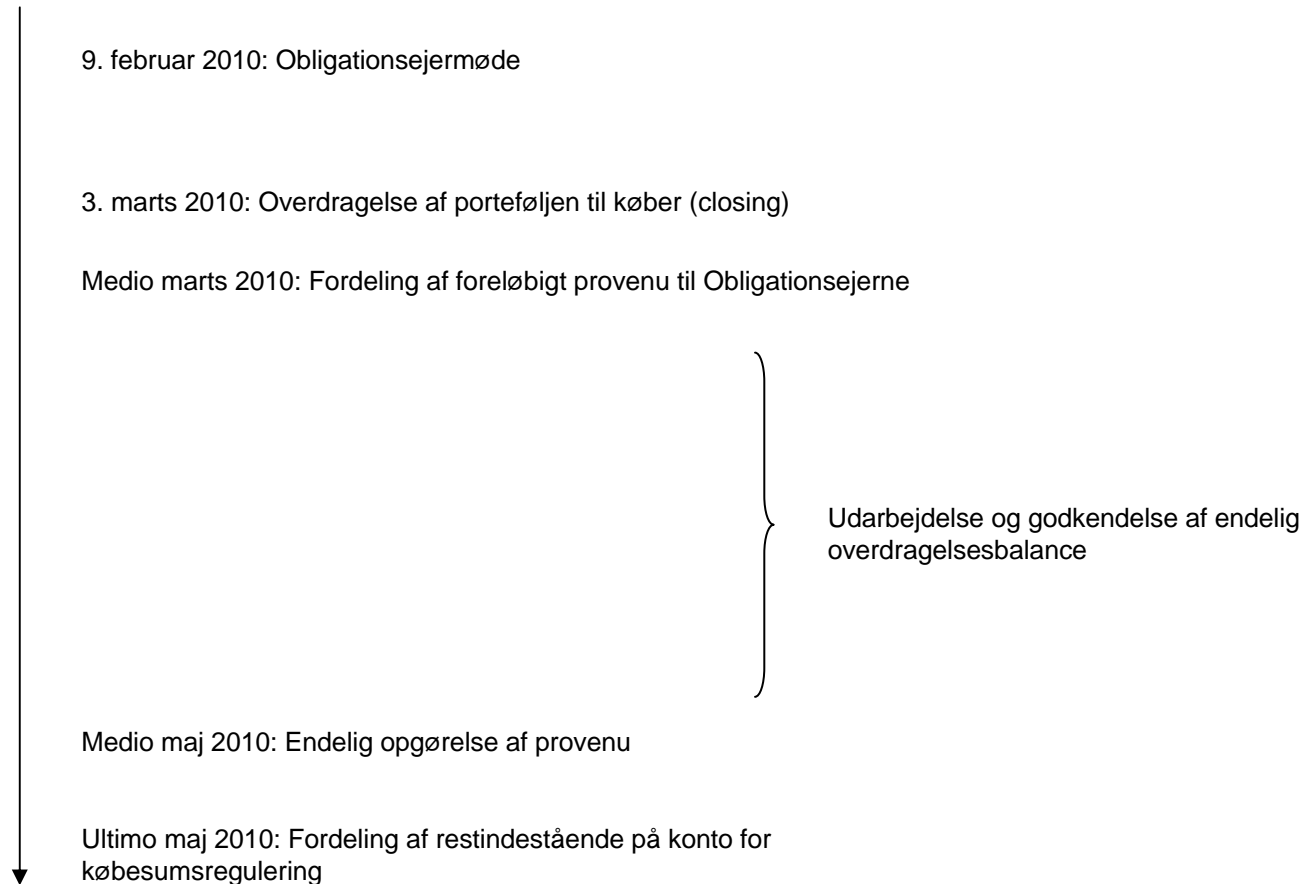 9. februar 2010: Obligationsejermøde
3. marts 2010: Overdragelse af porteføljen til køber (closing)
Medio marts 2010: Fordeling af foreløbigt provenu til Obligationsejerne
Udarbejdelse og godkendelse af endelig
overdragelsesbalance
Medio maj 2010: Endelig opgørelse af provenu
Ultimo maj 2010: Fordeling af restindestående på konto for
købesumsregulering